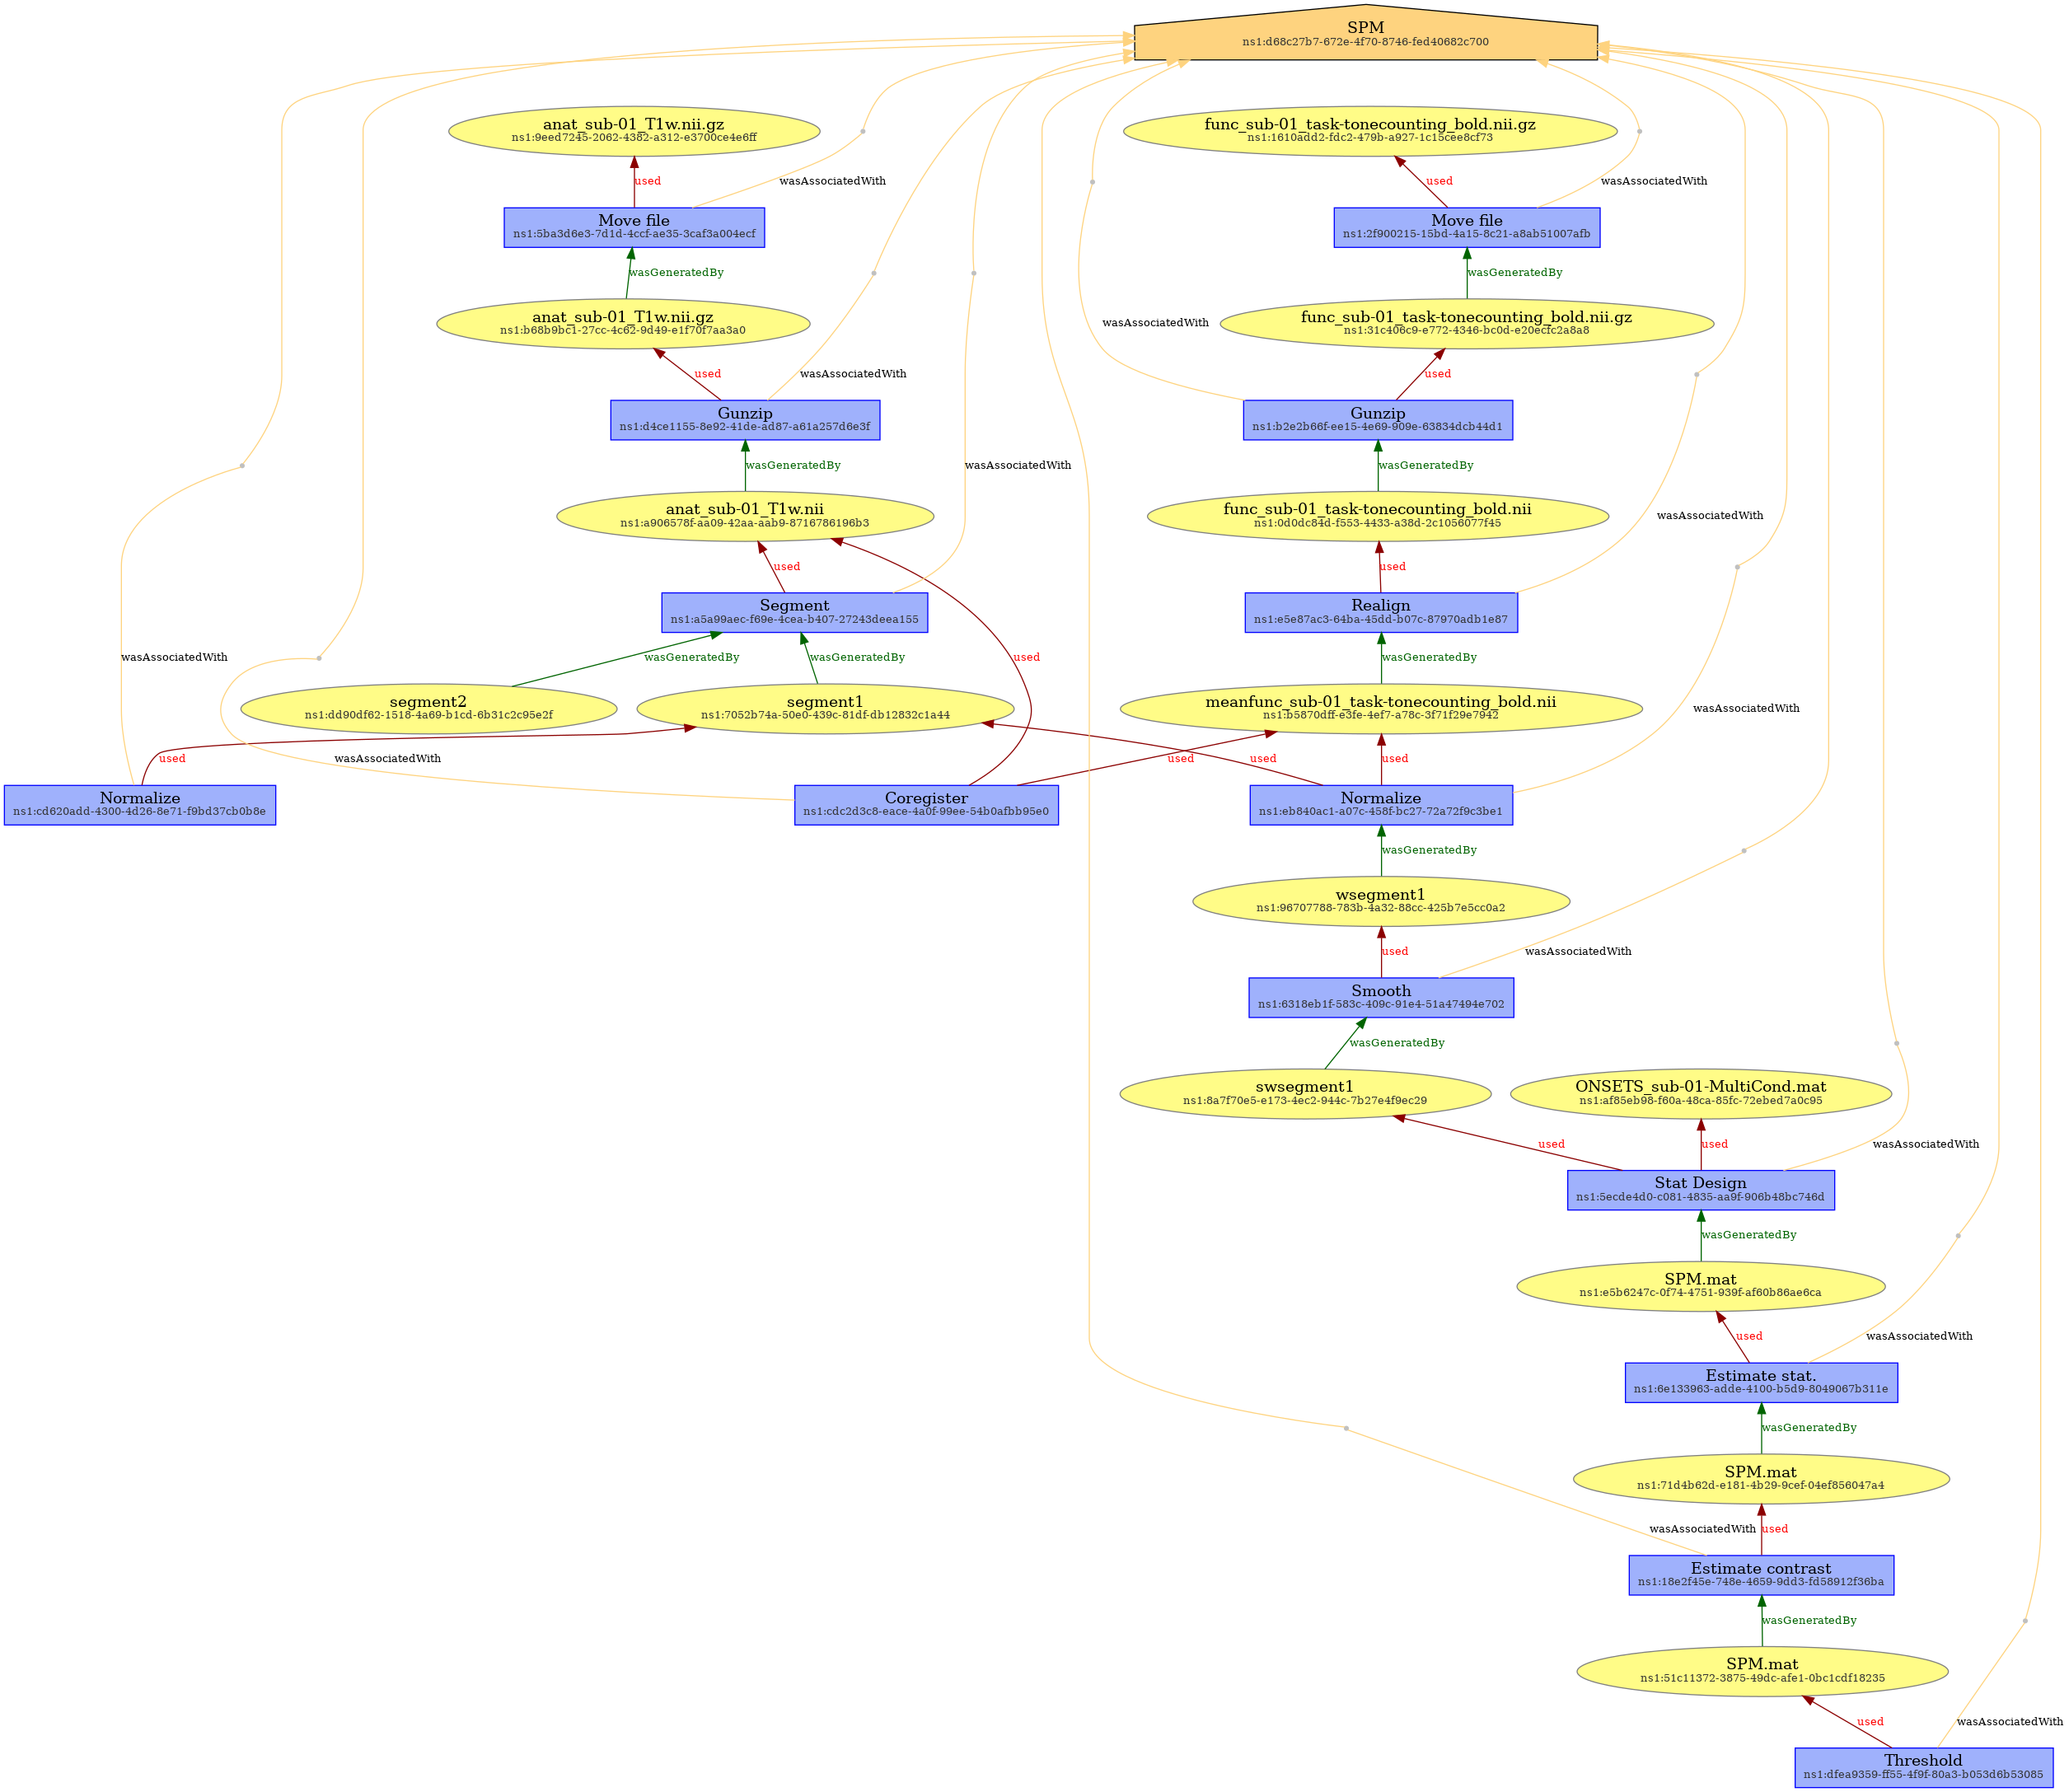 SPM
ns1:d68c27b7-672e-4f70-8746-fed40682c700
anat_sub-01_T1w.nii.gz
ns1:9eed7245-2062-4382-a312-e3700ce4e6ff
func_sub-01_task-tonecounting_bold.nii.gz
ns1:1610add2-fdc2-479b-a927-1c15cee8cf73
used
wasAssociatedWith
used
wasAssociatedWith
Move file
ns1:5ba3d6e3-7d1d-4ccf-ae35-3caf3a004ecf
Move file
ns1:2f900215-15bd-4a15-8c21-a8ab51007afb
wasGeneratedBy
wasGeneratedBy
anat_sub-01_T1w.nii.gz
ns1:b68b9bc1-27cc-4c62-9d49-e1f70f7aa3a0
wasAssociatedWith
func_sub-01_task-tonecounting_bold.nii.gz
ns1:31c406c9-e772-4346-bc0d-e20ecfc2a8a8
used
wasAssociatedWith
used
Gunzip
ns1:d4ce1155-8e92-41de-ad87-a61a257d6e3f
Gunzip
ns1:b2e2b66f-ee15-4e69-909e-63834dcb44d1
wasGeneratedBy
wasAssociatedWith
wasGeneratedBy
anat_sub-01_T1w.nii
ns1:a906578f-aa09-42aa-aab9-8716786196b3
func_sub-01_task-tonecounting_bold.nii
ns1:0d0dc84d-f553-4433-a38d-2c1056077f45
wasAssociatedWith
used
used
Segment
ns1:a5a99aec-f69e-4cea-b407-27243deea155
Realign
ns1:e5e87ac3-64ba-45dd-b07c-87970adb1e87
wasAssociatedWith
wasGeneratedBy
wasGeneratedBy
used
wasGeneratedBy
segment2
ns1:dd90df62-1518-4a69-b1cd-6b31c2c95e2f
segment1
ns1:7052b74a-50e0-439c-81df-db12832c1a44
meanfunc_sub-01_task-tonecounting_bold.nii
ns1:b5870dff-e3fe-4ef7-a78c-3f71f29e7942
wasAssociatedWith
used
wasAssociatedWith
used
used
used
Normalize
ns1:cd620add-4300-4d26-8e71-f9bd37cb0b8e
Coregister
ns1:cdc2d3c8-eace-4a0f-99ee-54b0afbb95e0
Normalize
ns1:eb840ac1-a07c-458f-bc27-72a72f9c3be1
wasGeneratedBy
wsegment1
ns1:96707788-783b-4a32-88cc-425b7e5cc0a2
used
wasAssociatedWith
Smooth
ns1:6318eb1f-583c-409c-91e4-51a47494e702
wasGeneratedBy
swsegment1
ns1:8a7f70e5-e173-4ec2-944c-7b27e4f9ec29
ONSETS_sub-01-MultiCond.mat
ns1:af85eb98-f60a-48ca-85fc-72ebed7a0c95
used
used
wasAssociatedWith
Stat Design
ns1:5ecde4d0-c081-4835-aa9f-906b48bc746d
wasGeneratedBy
SPM.mat
ns1:e5b6247c-0f74-4751-939f-af60b86ae6ca
used
wasAssociatedWith
Estimate stat.
ns1:6e133963-adde-4100-b5d9-8049067b311e
wasGeneratedBy
SPM.mat
ns1:71d4b62d-e181-4b29-9cef-04ef856047a4
wasAssociatedWith
used
Estimate contrast
ns1:18e2f45e-748e-4659-9dd3-fd58912f36ba
wasGeneratedBy
SPM.mat
ns1:51c11372-3875-49dc-afe1-0bc1cdf18235
used
wasAssociatedWith
Threshold
ns1:dfea9359-ff55-4f9f-80a3-b053d6b53085